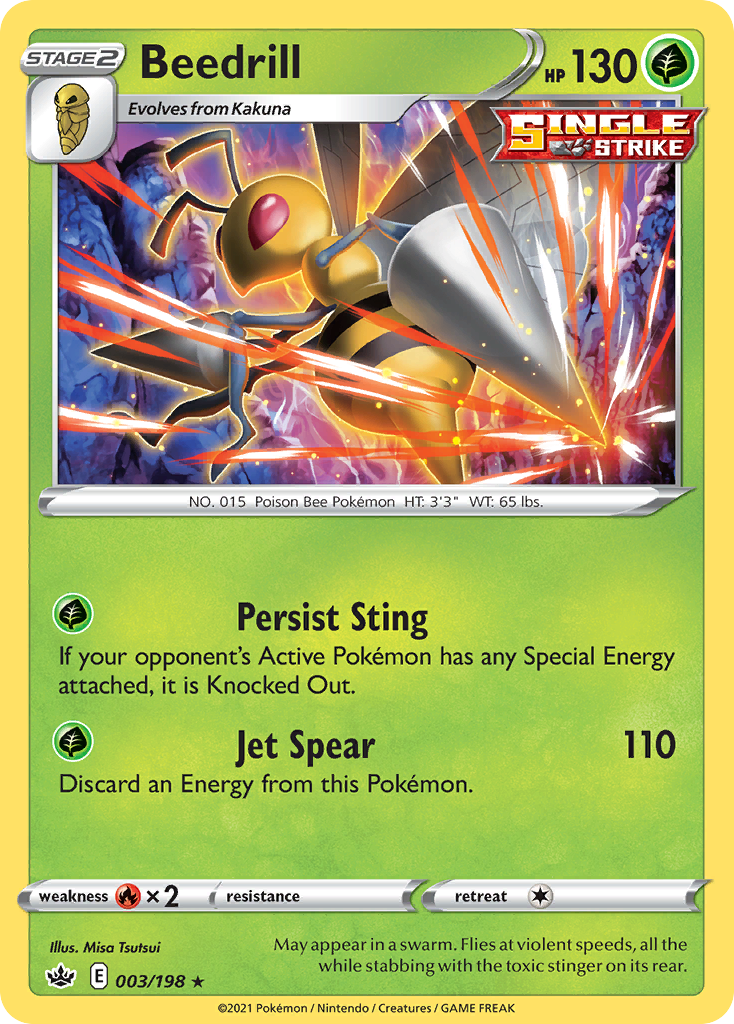 STAGE2
Beedrill
HP 130
Evolves from Kakuna
SINGLE
STRIKE
NO. 015 Poison Bee Pokémon HT: 3'3" WT: 65 lbs.
Persist Sting
If your opponent's Active Pokémon has any Special Energy
attached, it is Knocked Out.
Jet Spear 110
Discard an Energy from this Pokémon.
weakness ×2 resistance retreat
Illus. Misa Tsutsui
May appear in a swarm. Flies at violent speeds, all the
while stabbing with the toxic stinger on its rear.
E 003/198 ★
©2021 Pokémon / Nintendo / Creatures / GAME FREAK